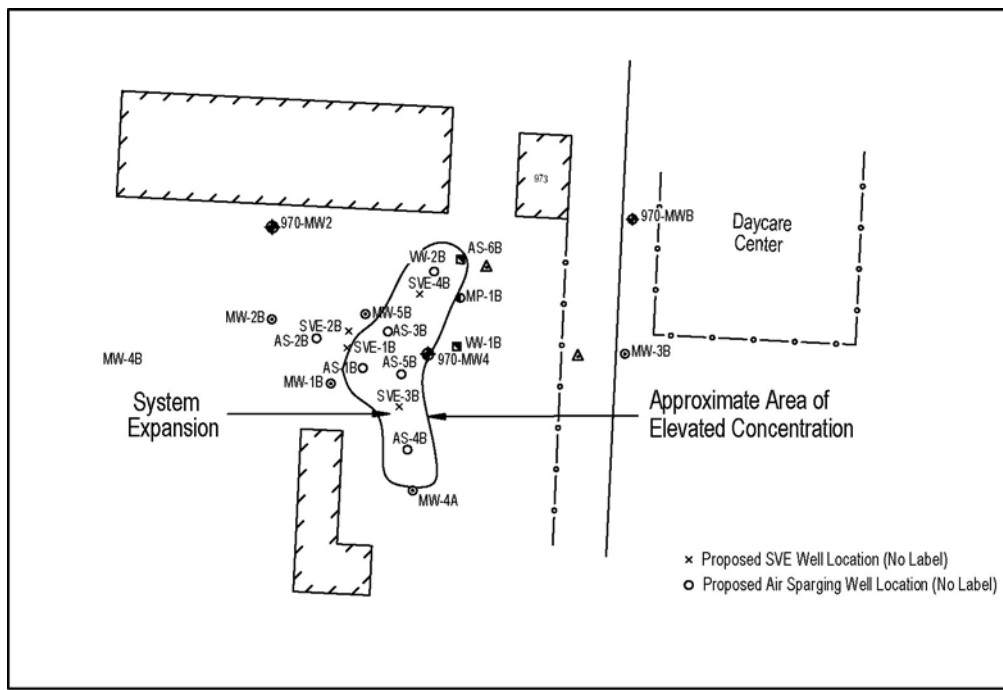 973
970-MWB
Daycare
Center
970-MW2
AS-6B
VW-2B
SVE-4B
MP-1B
MW-5B
MW-2B
SVE-2B
AS-3B
AS-2B
VW-1B
SVE-1B
970-MW4
MW-3B
MW-4B
AS-1B
AS-5B
MW-1B
SVE-3B
System
Expansion
Approximate Area of
Elevated Concentration
AS-4B
MW-4A
× Proposed SVE Well Location (No Label)
Proposed Air Sparging Well Location (No Label)